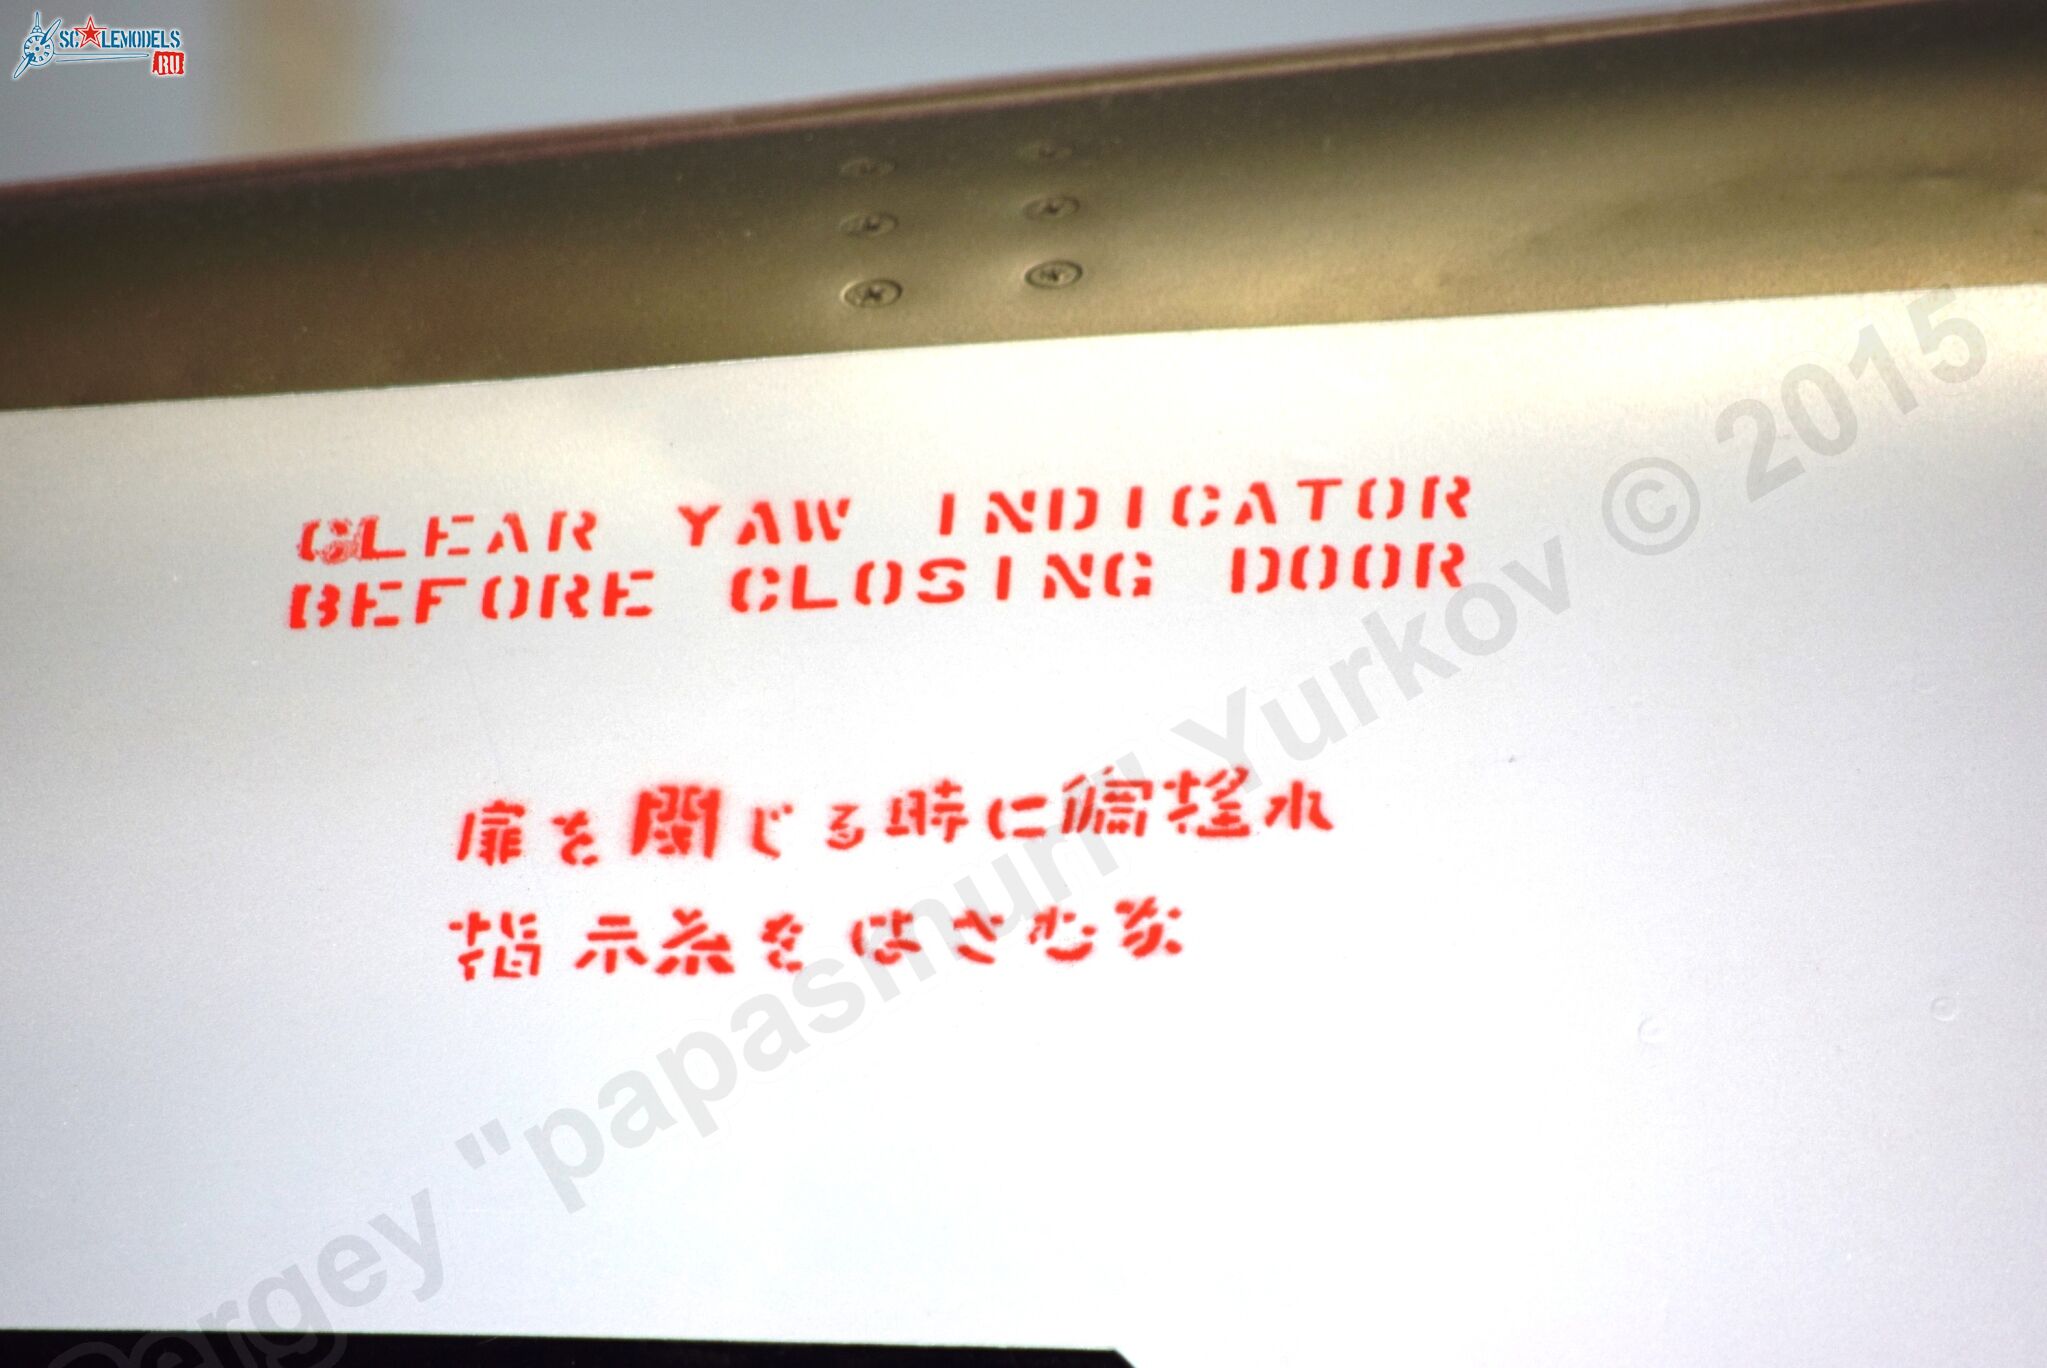 SCALEMODELS
.RU
CLEAR YAW INDICATOR
BEFORE CLOSING DOOR
扉を閉じる時に偏揺れ
指示糸をはさむな
Sergey "papasmurf" Yurkov © 2015